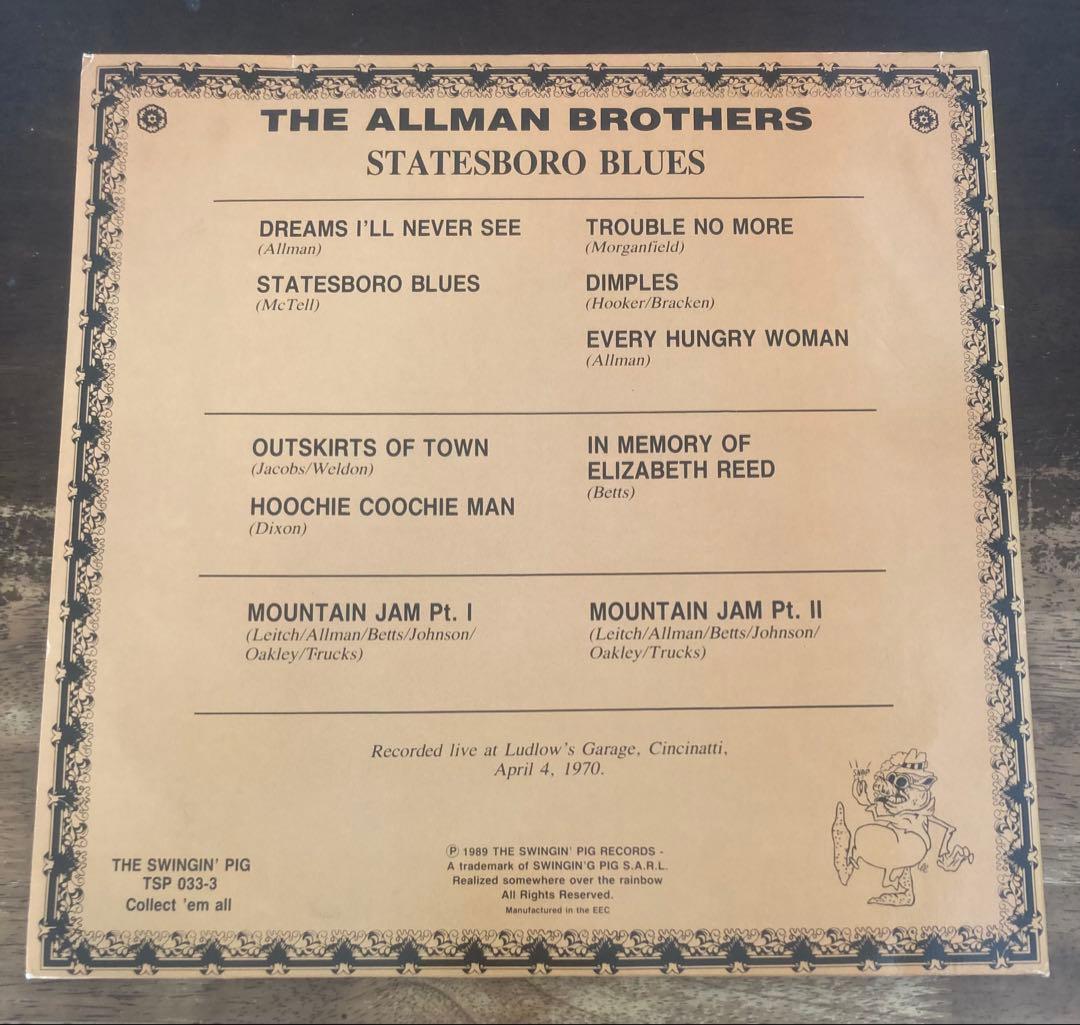 THE ALLMAN BROTHERS
STATESBORO BLUES
DREAMS I'LL NEVER SEE
(Allman)
STATESBORO BLUES
(McTell)
TROUBLE NO MORE
(Morganfield)
DIMPLES
(Hooker/Bracken)
EVERY HUNGRY WOMAN
(Allman)
OUTSKIRTS OF TOWN
(Jacobs/Weldon)
HOOCHIE COOCHIE MAN
(Dixon)
IN MEMORY OF
ELIZABETH REED
(Betts)
MOUNTAIN JAM Pt. I
(Leitch/Allman/Betts/Johnson/
Oakley/Trucks)
MOUNTAIN JAM Pt. II
(Leitch/Allman/Betts/Johnson/
Oakley/Trucks)
Recorded live at Ludlow's Garage, Cincinatti,
April 4, 1970.
SNAP
THE SWINGIN' PIG
TSP 033-3
Collect 'em all
Ⓟ 1989 THE SWINGIN' PIG RECORDS -
A trademark of SWINGIN'G PIG S.A.R.L.
Realized somewhere over the rainbow
All Rights Reserved.
Manufactured in the EEC